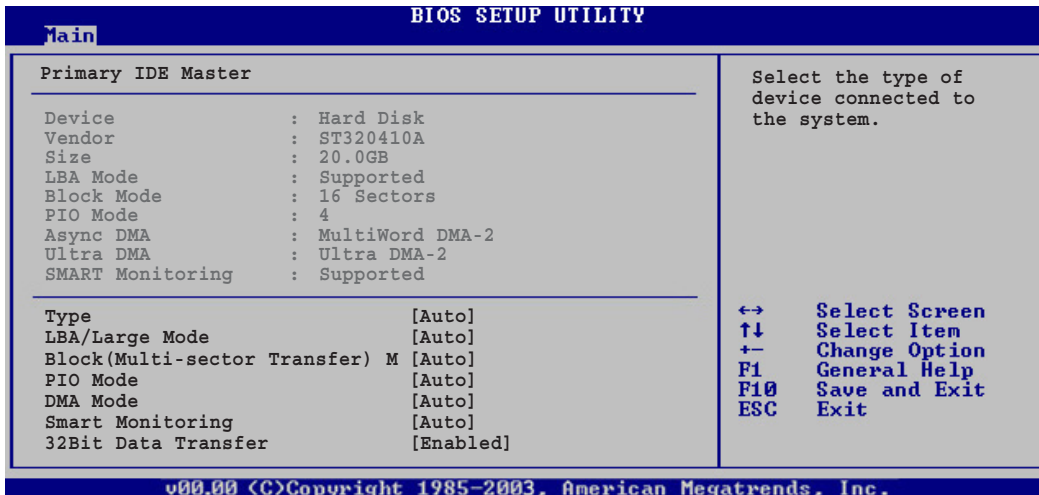 BIOS SETUP UTILITY
Main
Primary IDE Master
Device : Hard Disk
Vendor : ST320410A
Size : 20.0GB
LBA Mode : Supported
Block Mode : 16 Sectors
PIO Mode : 4
Async DMA : MultiWord DMA-2
Ultra DMA : Ultra DMA-2
SMART Monitoring : Supported
Type [Auto]
LBA/Large Mode [Auto]
Block(Multi-sector Transfer) M [Auto]
PIO Mode [Auto]
DMA Mode [Auto]
Smart Monitoring [Auto]
32Bit Data Transfer [Enabled]
Select the type of
device connected to
the system.
←→ Select Screen
↑↓ Select Item
+- Change Option
F1 General Help
F10 Save and Exit
ESC Exit
v00.00 (C)Copyright 1985-2003, American Megatrends, Inc.